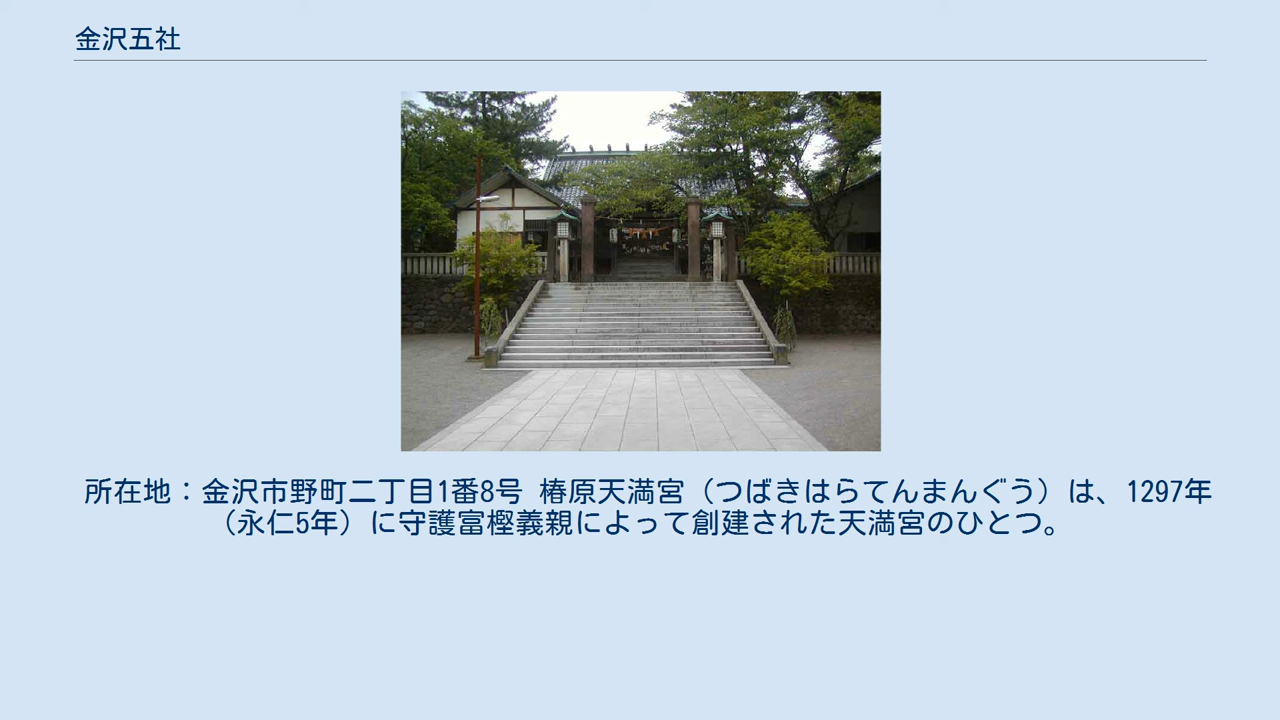 金沢五社
所在地：金沢市野町二丁目1番8号 椿原天満宮（つばきはらてんまんぐう）は、1297年
（永仁5年）に守護富樫義親によって創建された天満宮のひとつ。